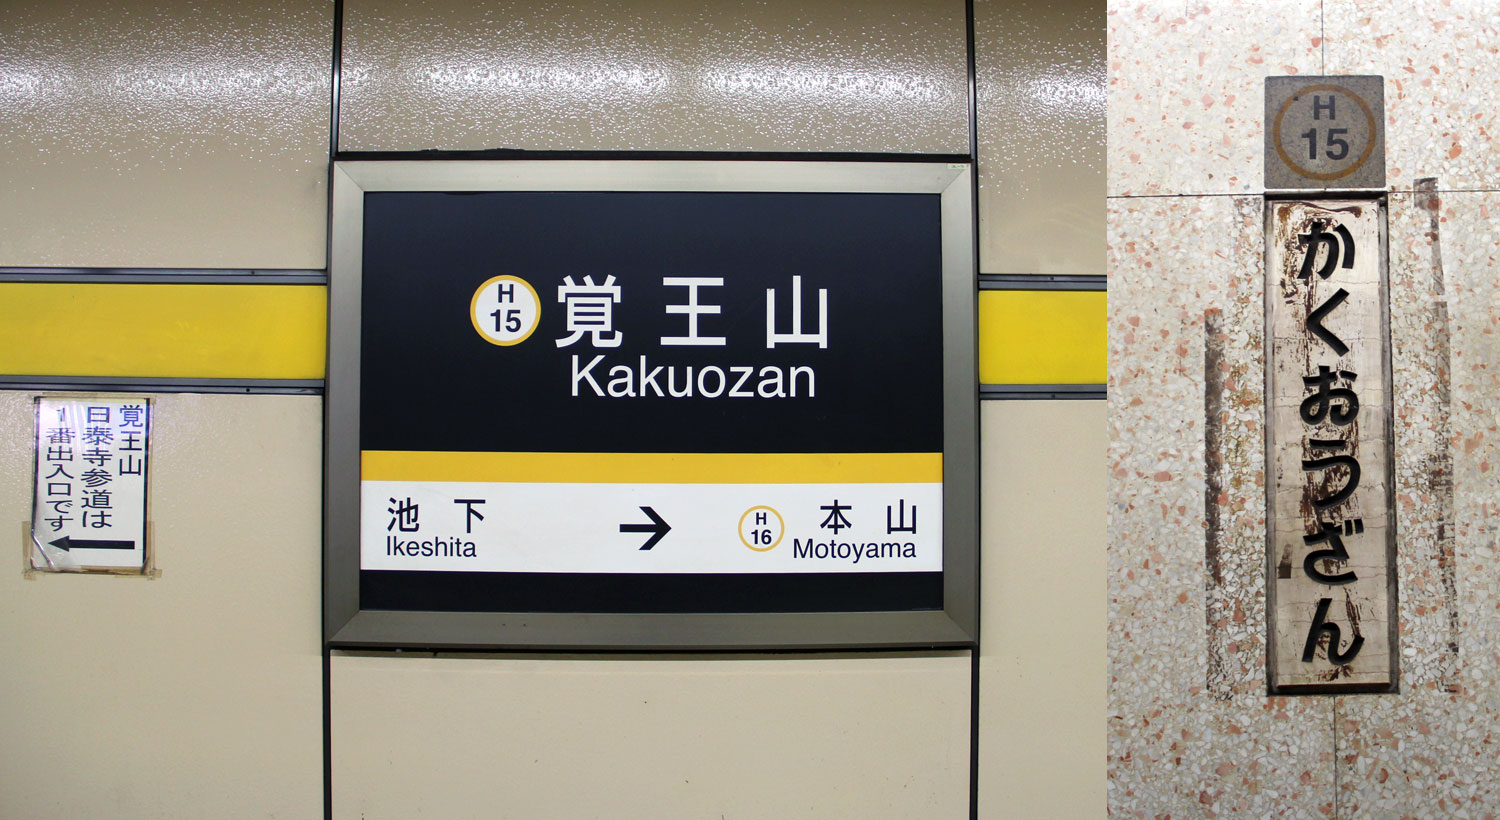 覚王山
日泰寺参道は
1番出入口です
H
15
覚王山
Kakuozan
池下
Ikeshita
H
16
本山
Motoyama
H
15
かくおうざん